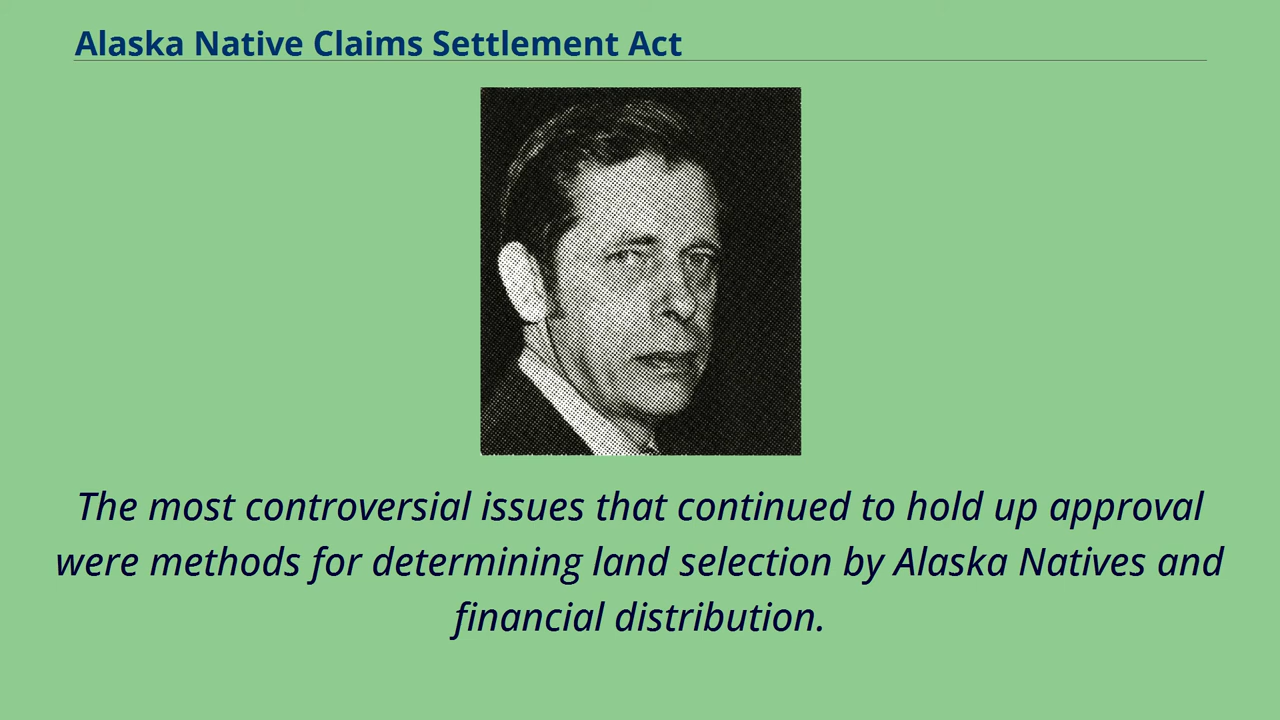 Alaska Native Claims Settlement Act
The most controversial issues that continued to hold up approval
were methods for determining land selection by Alaska Natives and
financial distribution.